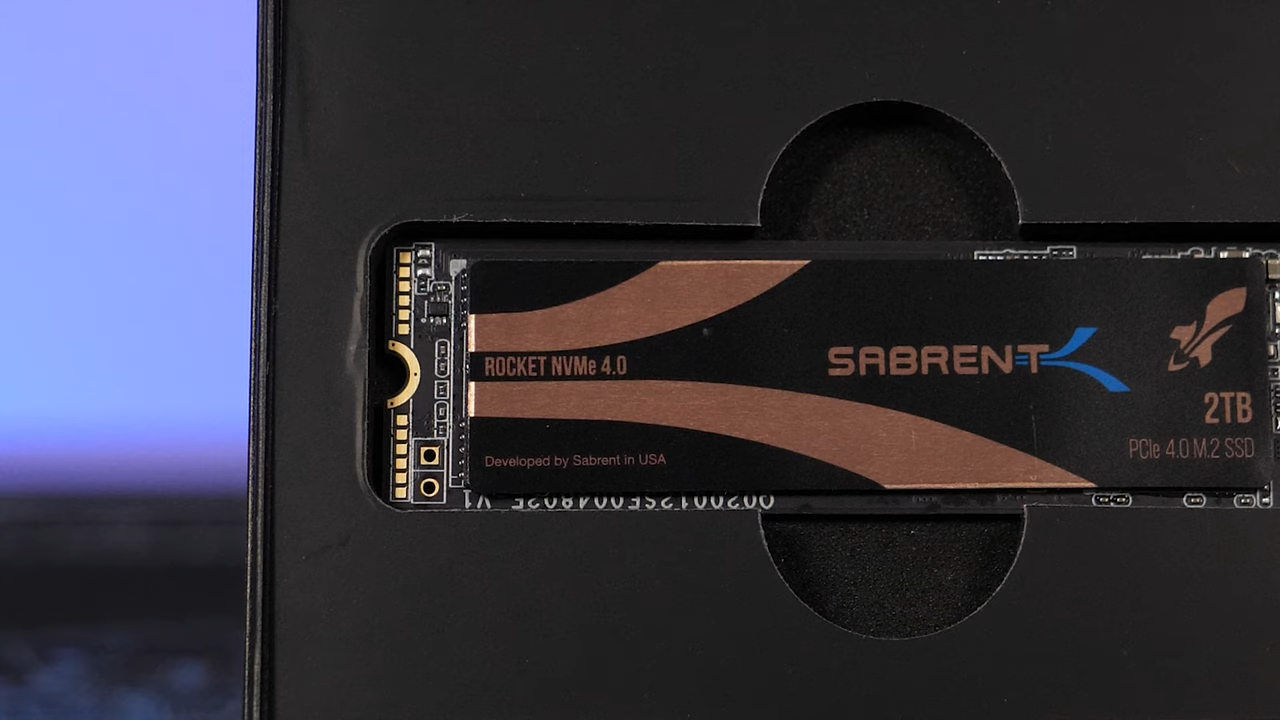 ROCKET NVMe 4.0
SABRENT
2TB
PCIe 4.0 M.2 SSD
Developed by Sabrent in USA